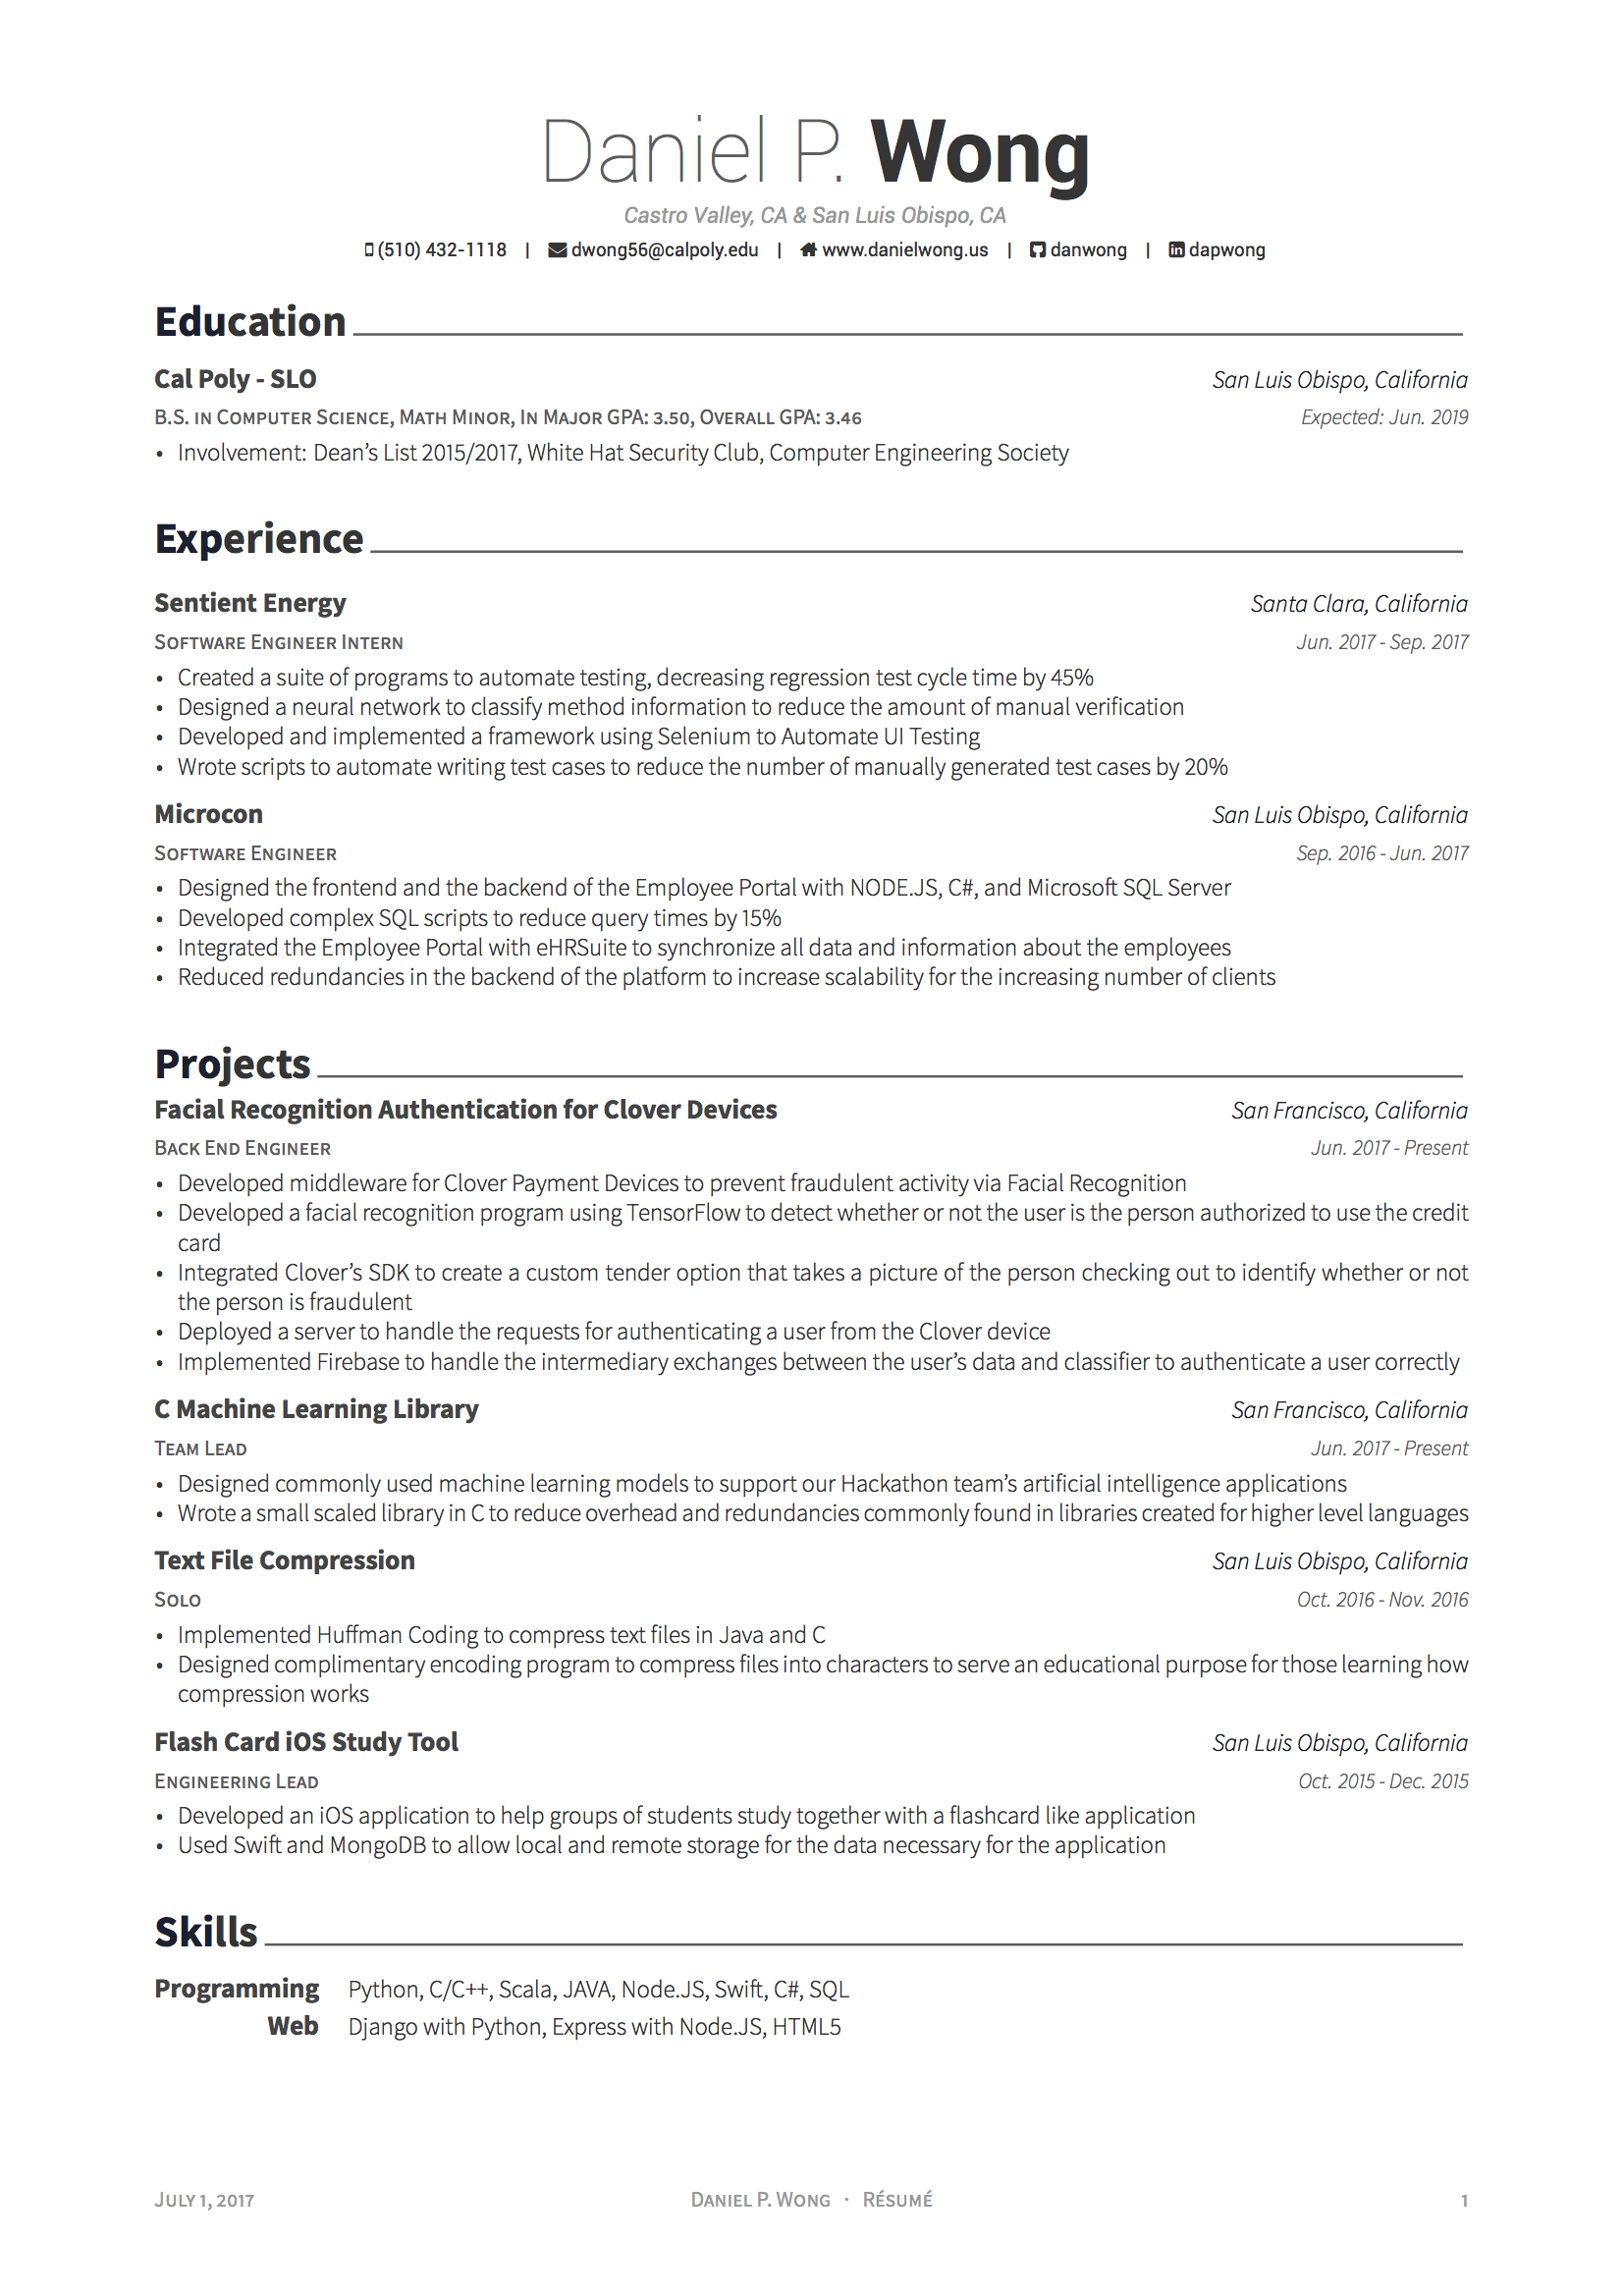 Daniel P. Wong
Castro Valley, CA & San Luis Obispo, CA
(510) 432-1118 | dwong56@calpoly.edu | www.danielwong.us | danwong | dapwong
Education
Cal Poly - SLO San Luis Obispo, California
B.S. in Computer Science, Math Minor, In Major GPA: 3.50, Overall GPA: 3.46 Expected: Jun. 2019
• Involvement: Dean's List 2015/2017, White Hat Security Club, Computer Engineering Society
Experience
Sentient Energy Santa Clara, California
Software Engineer Intern Jun. 2017 - Sep. 2017
• Created a suite of programs to automate testing, decreasing regression test cycle time by 45%
• Designed a neural network to classify method information to reduce the amount of manual verification
• Developed and implemented a framework using Selenium to Automate UI Testing
• Wrote scripts to automate writing test cases to reduce the number of manually generated test cases by 20%
Microcon San Luis Obispo, California
Software Engineer Sep. 2016 - Jun. 2017
• Designed the frontend and the backend of the Employee Portal with NODE.JS, C#, and Microsoft SQL Server
• Developed complex SQL scripts to reduce query times by 15%
• Integrated the Employee Portal with eHRSuite to synchronize all data and information about the employees
• Reduced redundancies in the backend of the platform to increase scalability for the increasing number of clients
Projects
Facial Recognition Authentication for Clover Devices San Francisco, California
Back End Engineer Jun. 2017 - Present
• Developed middleware for Clover Payment Devices to prevent fraudulent activity via Facial Recognition
• Developed a facial recognition program using TensorFlow to detect whether or not the user is the person authorized to use the credit
card
• Integrated Clover's SDK to create a custom tender option that takes a picture of the person checking out to identify whether or not
the person is fraudulent
• Deployed a server to handle the requests for authenticating a user from the Clover device
• Implemented Firebase to handle the intermediary exchanges between the user's data and classifier to authenticate a user correctly
C Machine Learning Library San Francisco, California
Team Lead Jun. 2017 - Present
• Designed commonly used machine learning models to support our Hackathon team's artificial intelligence applications
• Wrote a small scaled library in C to reduce overhead and redundancies commonly found in libraries created for higher level languages
Text File Compression San Luis Obispo, California
Solo Oct. 2016 - Nov. 2016
• Implemented Huffman Coding to compress text files in Java and C
• Designed complimentary encoding program to compress files into characters to serve an educational purpose for those learning how
compression works
Flash Card iOS Study Tool San Luis Obispo, California
Engineering Lead Oct. 2015 - Dec. 2015
• Developed an iOS application to help groups of students study together with a flashcard like application
• Used Swift and MongoDB to allow local and remote storage for the data necessary for the application
Skills
Programming Python, C/C++, Scala, JAVA, Node.JS, Swift, C#, SQL
Web Django with Python, Express with Node.JS, HTML5
July 1, 2017 Daniel P. Wong · Résumé 1